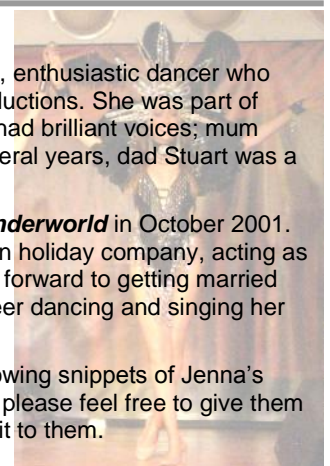 , enthusiastic dancer who
ductions. She was part of
had brilliant voices; mum
eral years, dad Stuart was a
nderworld in October 2001.
n holiday company, acting as
forward to getting married
eer dancing and singing her
owing snippets of Jenna's
please feel free to give them
it to them.